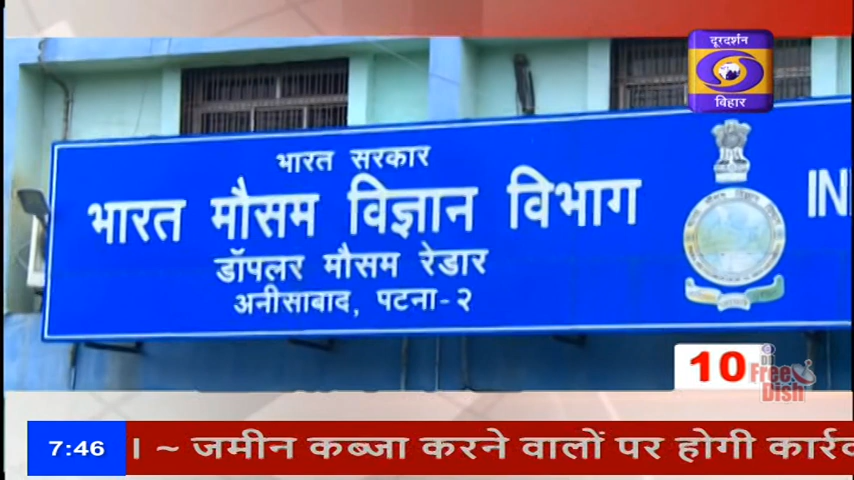 दूरदर्शन
बिहार
भारत सरकार
भारत मौसम विज्ञान विभाग
डॉपलर मौसम रेडार
अनीसाबाद, पटना-२
10
DD
Free
Dish
7:46
। ~ जमीन कब्जा करने वालों पर होगी